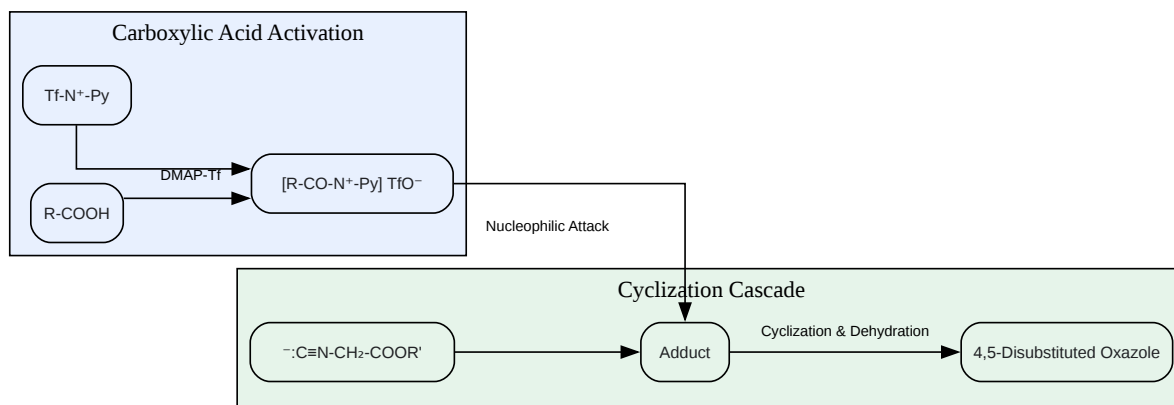 Carboxylic Acid Activation
Tf-N⁺-Py
DMAP-Tf
R-COOH
[R-CO-N⁺-Py] TfO⁻
Nucleophilic Attack
Cyclization Cascade
⁻:C≡N-CH₂-COOR'
Adduct
Cyclization & Dehydration
4,5-Disubstituted Oxazole